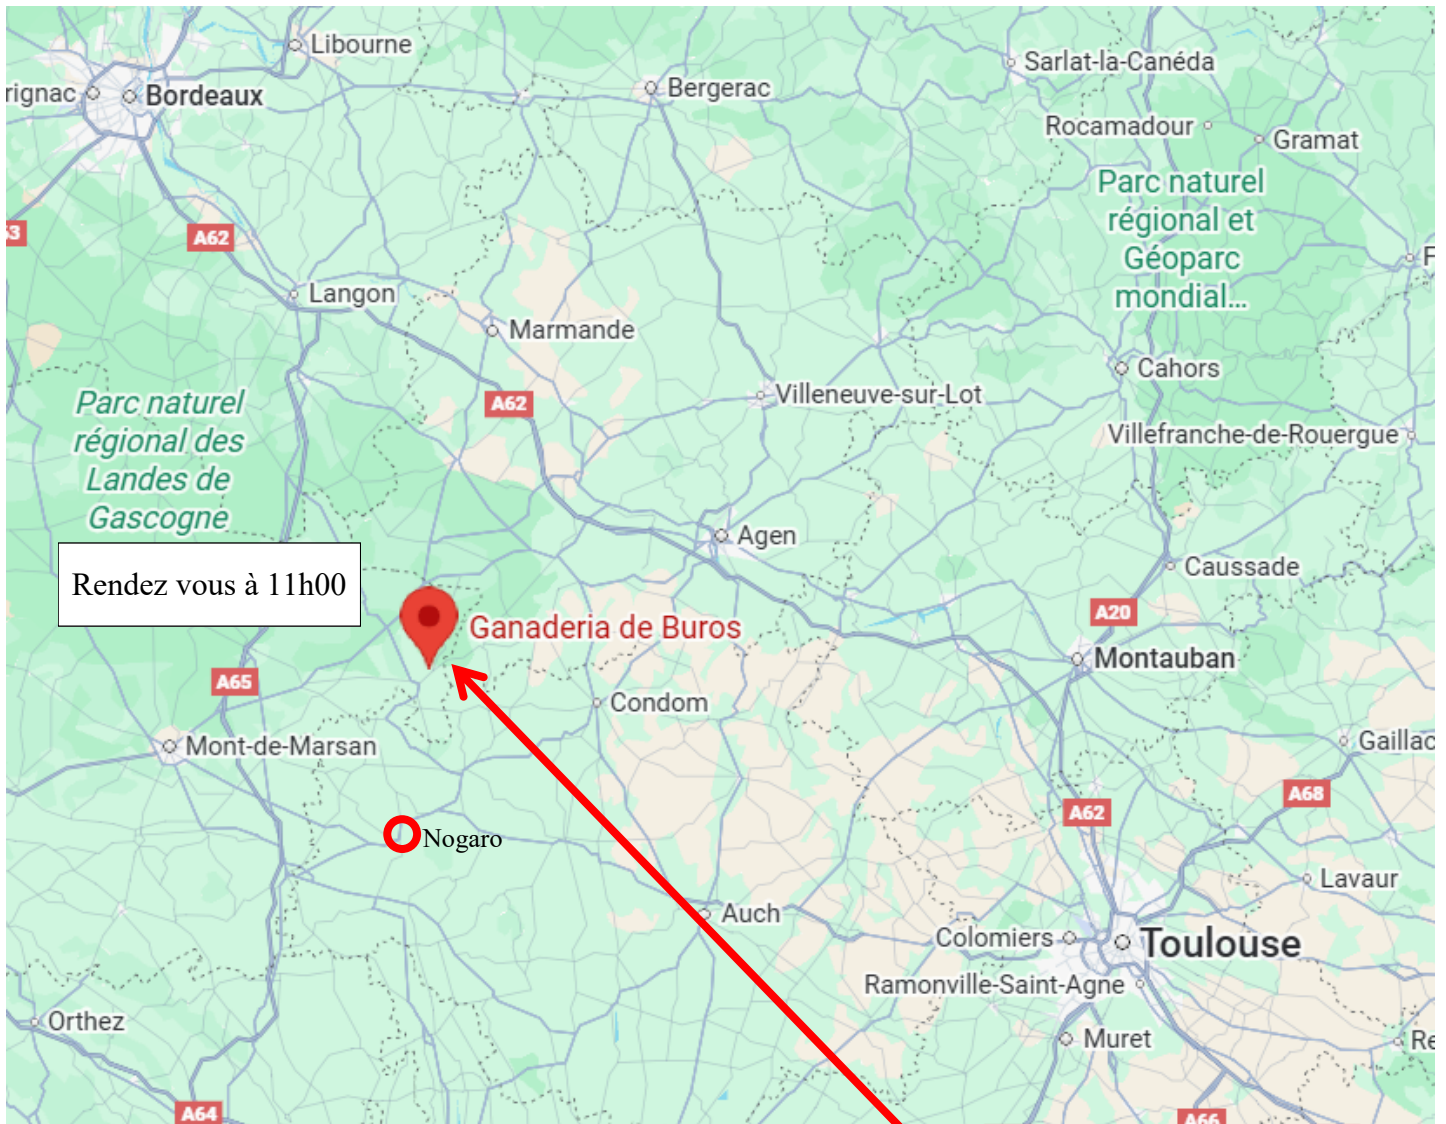 Libourne
Bordeaux
Bergerac
Sarlat-la-Canéda
Rocamadour
Gramat
Parc naturel
régional et
Géoparc
mondial...
A62
Langon
Marmande
A62
Cahors
Villeneuve-sur-Lot
Villefranche-de-Rouergue
Parc naturel
régional des
Landes de
Gascogne
Agen
Caussade
Rendez vous à 11h00
Ganaderia de Buros
A20
Montauban
A65
Condom
Mont-de-Marsan
Gaillac
A68
A62
Nogaro
Lavaur
Auch
Colomiers
Toulouse
Ramonville-Saint-Agne
Orthez
Muret
A64
A66